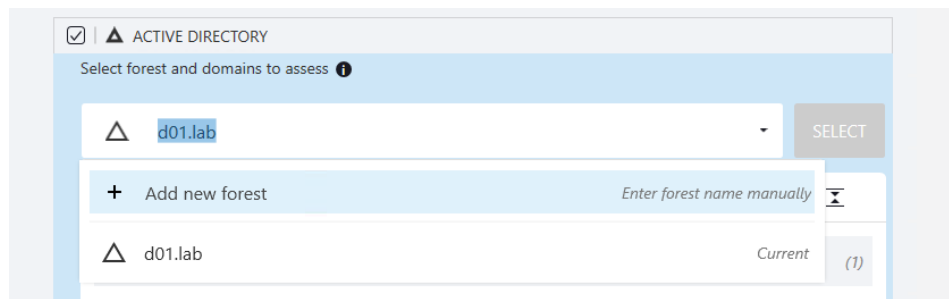 ACTIVE DIRECTORY
Select forest and domains to assess
d01.lab SELECT
Add new forest Enter forest name manually
d01.lab Current
(1)